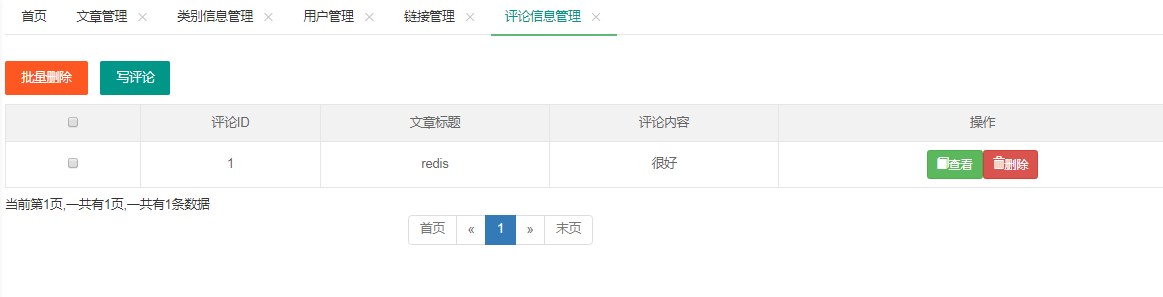 首页 文章管理 × 类别信息管理 × 用户管理 × 链接管理 × 评论信息管理 ×
批量删除 写评论
评论ID 文章标题 评论内容 操作
1 redis 很好 查看 删除
当前第1页,一共有1页,一共有1条数据
首页 « 1 » 末页